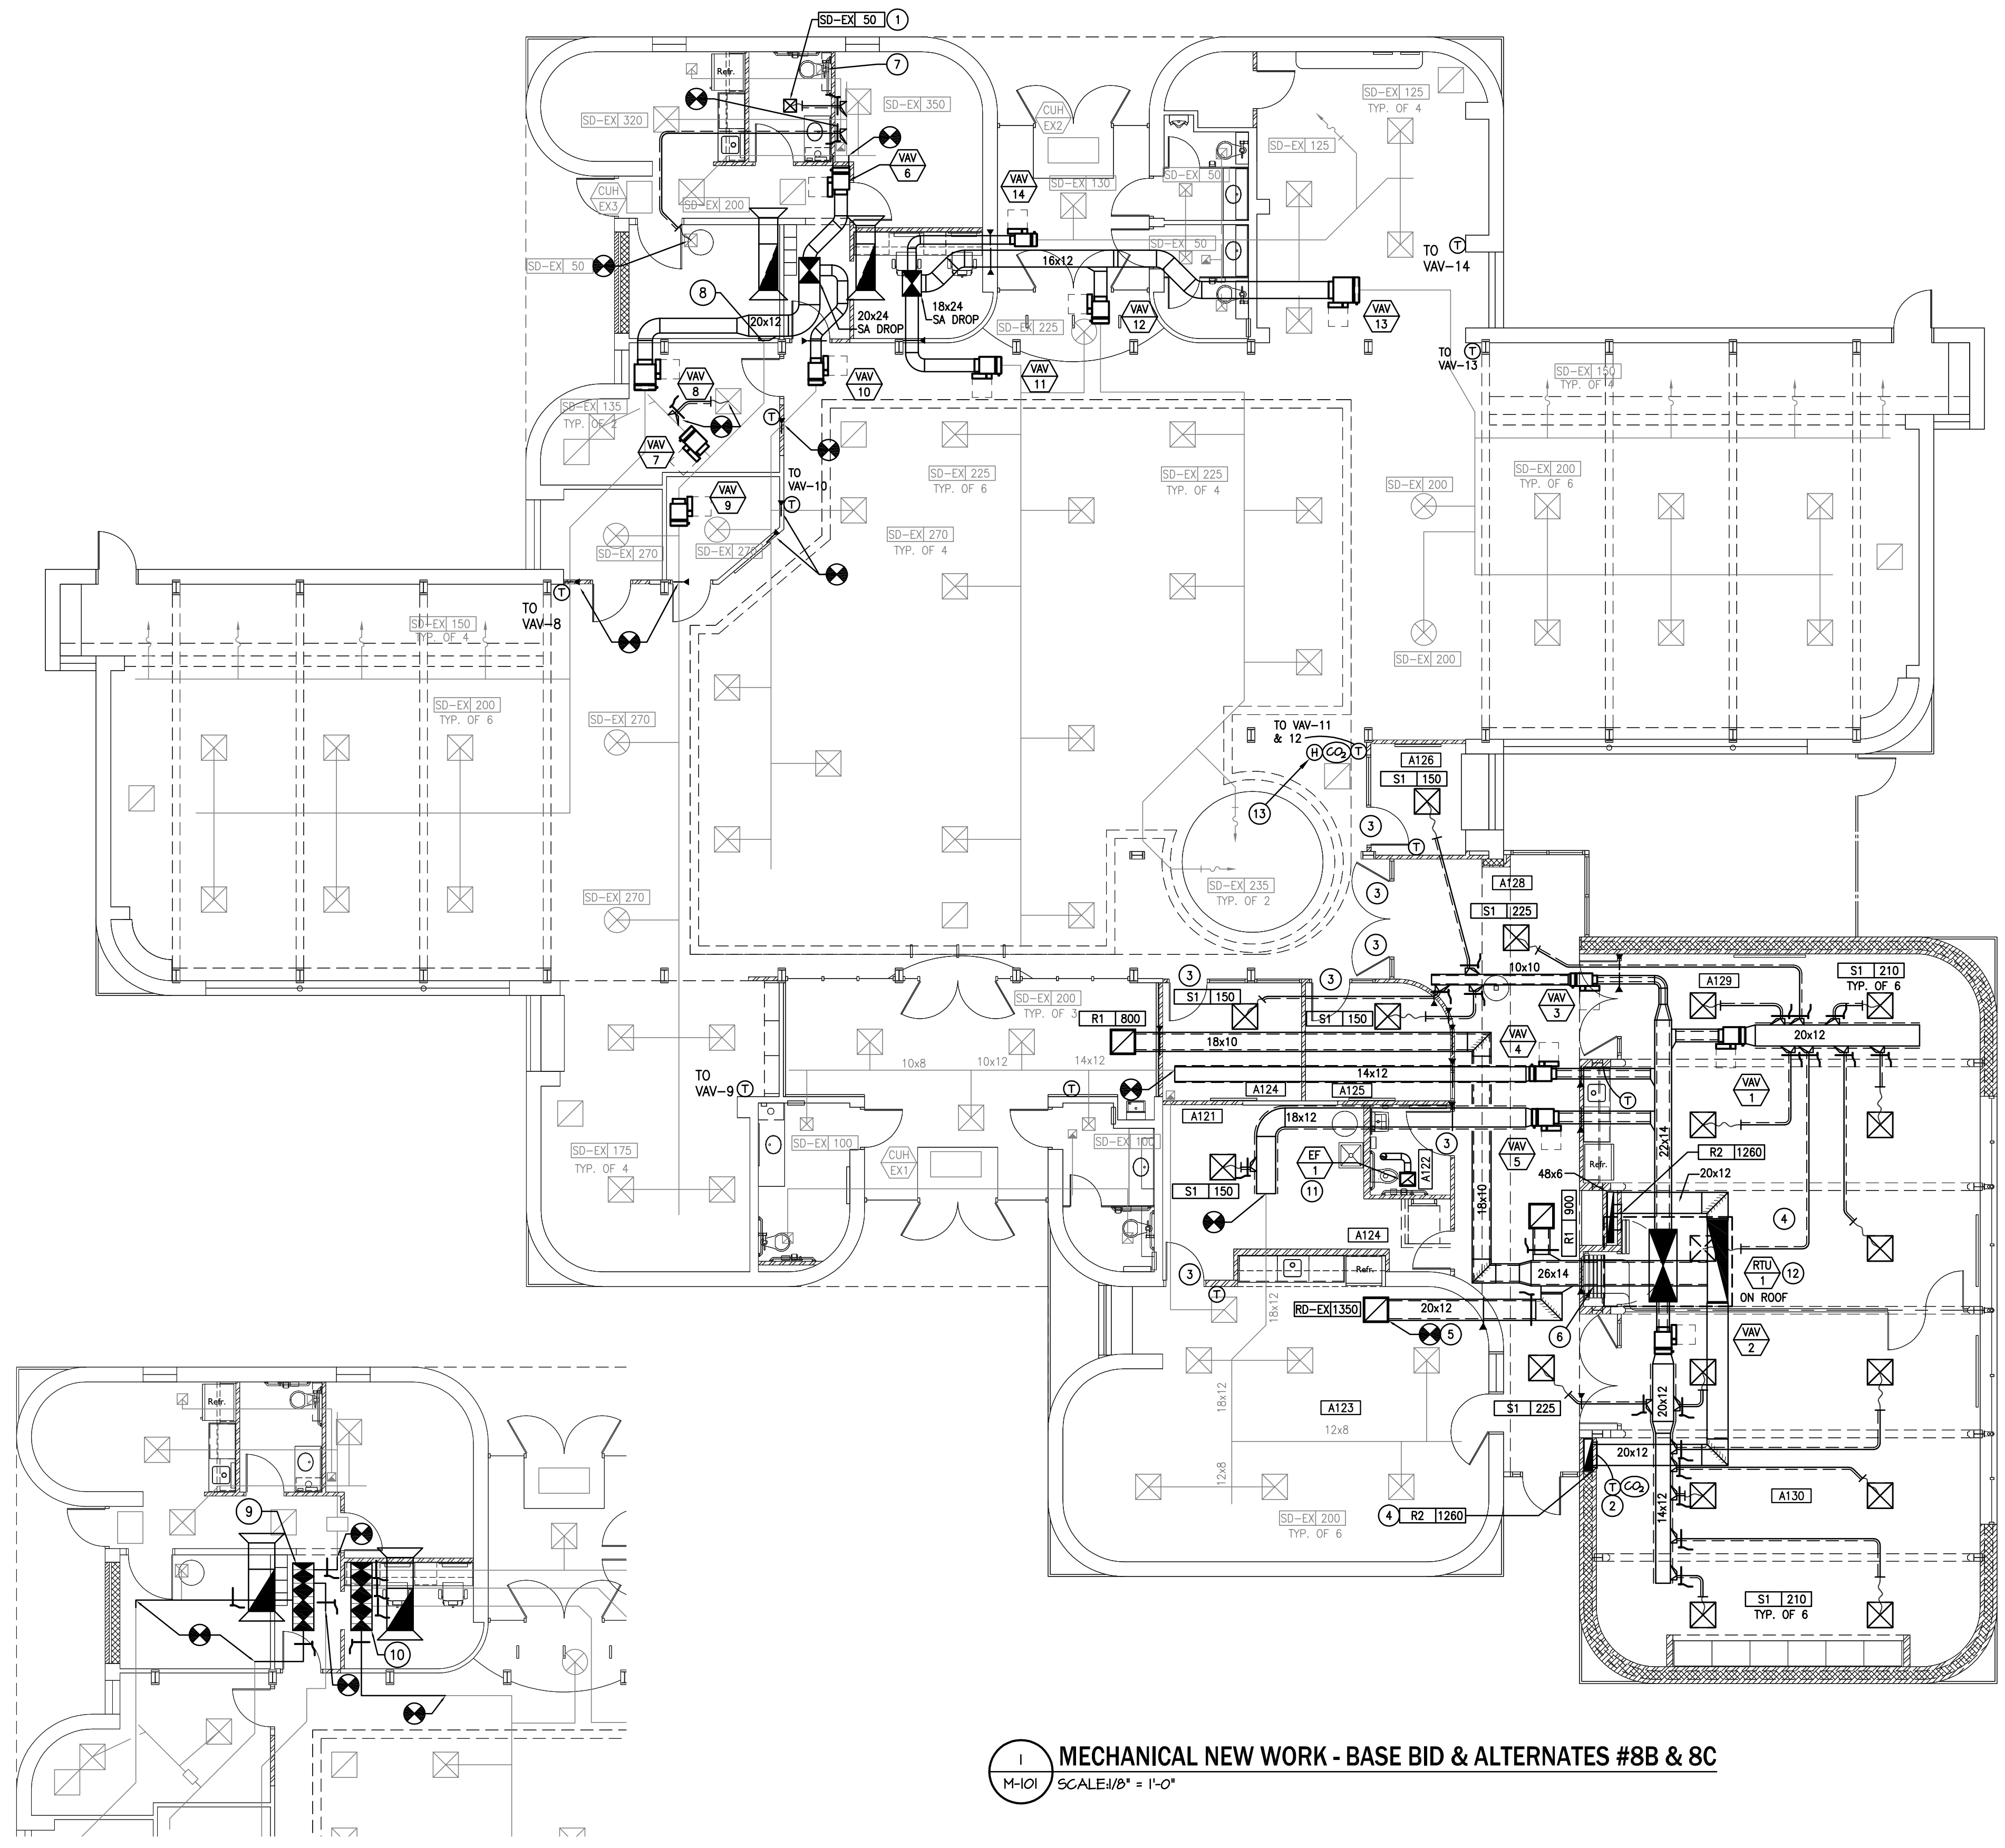 SD-EX 50 1
7
Refr.
SD-EX 320
SD-EX 350
CUH
EX2
SD-EX 125
TYP. OF 4
SD-EX 125
VAV
6
VAV
14
SD-EX 130
SD-EX 50
CUH
EX3
SD-EX 200
SD-EX 50
SD-EX 50
16x12
T
TO
VAV-14
8
20x12
20x24
SA DROP
18x24
SA DROP
SD-EX 225
VAV
12
VAV
13
TO
VAV-13
T
VAV
8
VAV
10
VAV
11
SD-EX 150
TYP. OF 4
SD-EX 135
TYP. OF 2
T
VAV
7
TO
VAV-10
T
SD-EX 225
TYP. OF 6
SD-EX 225
TYP. OF 4
SD-EX 200
SD-EX 200
TYP. OF 6
VAV
9
SD-EX 270
SD-EX 270
SD-EX 270
TYP. OF 4
TO
VAV-8
T
SD-EX 150
TYP. OF 4
SD-EX 200
SD-EX 200
TYP. OF 6
SD-EX 270
TO VAV-11
& 12
H CO2 T
A126
S1 150
13
3
T
SD-EX 235
TYP. OF 2
3
A128
S1 225
SD-EX 270
3
3
3
10x10
A129
S1 210
TYP. OF 6
SD-EX 200
TYP. OF 3
S1 150
S1 150
R1 800
VAV
3
18x10
VAV
4
20x12
10x8
10x12
14x12
14x12
TO
VAV-9
T
T
A124
A125
VAV
1
T
A121
18x12
SD-EX 100
SD-EX 100
SD-EX 175
TYP. OF 4
CUH
EX1
EF
1
11
A122
3
VAV
5
22x14
R2 1260
Refr.
48x6
20x12
S1 150
18x10
R1 900
4
A124
3
T
Refr.
26x14
RTU
1
12
ON ROOF
RD-EX 1350
20x12
5
6
18x12
VAV
2
18x12
A123
12x8
12x8
S1 225
20x12
20x12
T CO2
2
14x12
A130
SD-EX 200
TYP. OF 6
4 R2 1260
S1 210
TYP. OF 6
Refr.
9
10
1
M-101
MECHANICAL NEW WORK - BASE BID & ALTERNATES #8B & 8C
SCALE:1/8" = 1'-0"